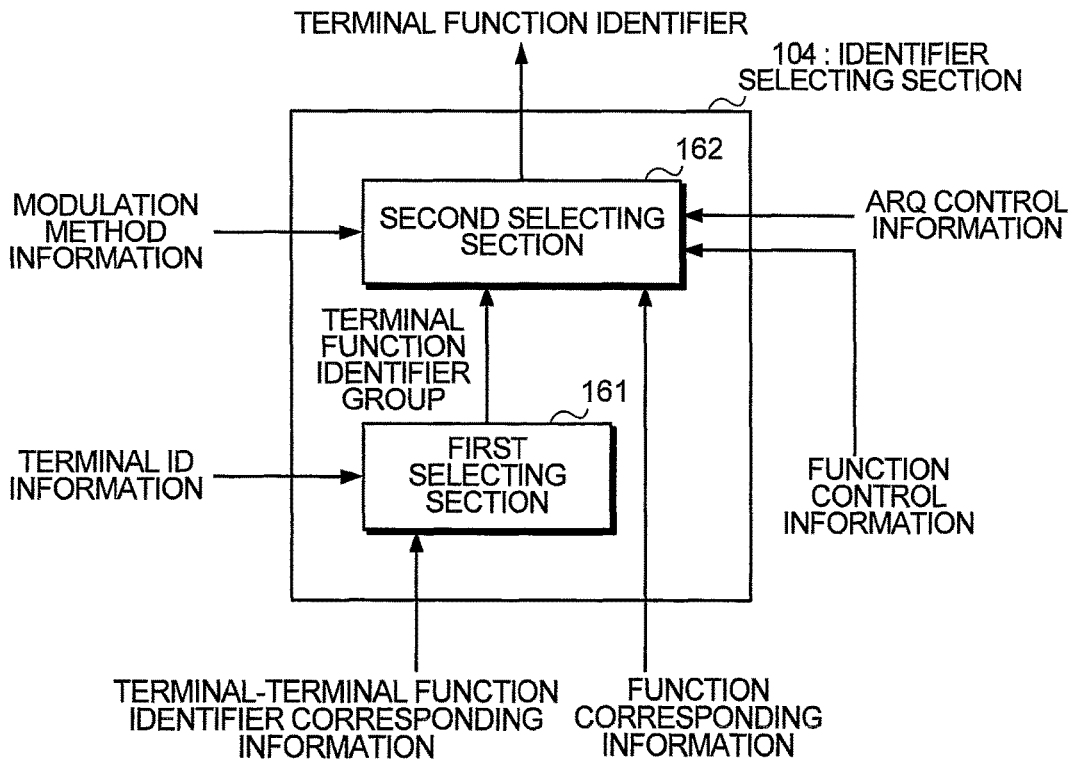 TERMINAL FUNCTION IDENTIFIER
104 : IDENTIFIER
SELECTING SECTION
162
MODULATION
METHOD
INFORMATION
SECOND SELECTING
SECTION
ARQ CONTROL
INFORMATION
TERMINAL
FUNCTION
IDENTIFIER
GROUP
161
TERMINAL ID
INFORMATION
FIRST
SELECTING
SECTION
FUNCTION
CONTROL
INFORMATION
TERMINAL-TERMINAL FUNCTION
IDENTIFIER CORRESPONDING
INFORMATION
FUNCTION
CORRESPONDING
INFORMATION